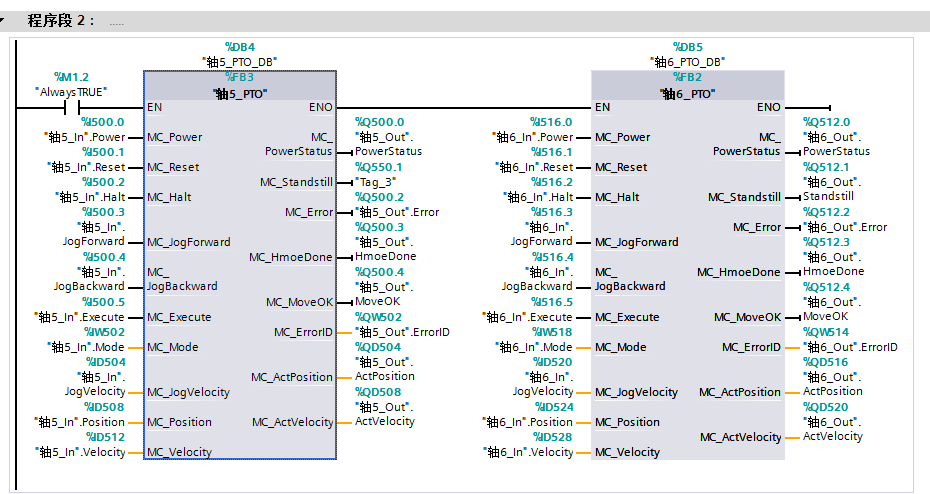 程序段 2： .....
%DB4
"轴5_PTO_DB"
%FB3
"轴5_PTO"
%M1.2
"AlwaysTRUE"
EN
ENO
%I500.0
"轴5_In".Power
MC_Power
%I500.1
"轴5_In".Reset
MC_Reset
%I500.2
"轴5_In".Halt
MC_Halt
%I500.3
"轴5_In".
JogForward
MC_JogForward
%I500.4
"轴5_In".
JogBackward
MC_
JogBackward
%I500.5
"轴5_In".Execute
MC_Execute
%IW502
"轴5_In".Mode
MC_Mode
%ID504
"轴5_In".
JogVelocity
MC_JogVelocity
%ID508
"轴5_In".Position
MC_Position
%ID512
"轴5_In".Velocity
MC_Velocity
MC_
PowerStatus
%Q500.0
"轴5_Out".
PowerStatus
MC_Standstill
%Q550.1
"Tag_3"
MC_Error
%Q500.2
"轴5_Out".Error
MC_HmoeDone
%Q500.3
"轴5_Out".
HmoeDone
MC_MoveOK
%Q500.4
"轴5_Out".
MoveOK
MC_ErrorID
%QW502
"轴5_Out".ErrorID
MC_ActPosition
%QD504
"轴5_Out".
ActPosition
MC_ActVelocity
%QD508
"轴5_Out".
ActVelocity
%DB5
"轴6_PTO_DB"
%FB2
"轴6_PTO"
EN
ENO
%I516.0
"轴6_In".Power
MC_Power
%I516.1
"轴6_In".Reset
MC_Reset
%I516.2
"轴6_In".Halt
MC_Halt
%I516.3
"轴6_In".
JogForward
MC_JogForward
%I516.4
"轴6_In".
JogBackward
MC_
JogBackward
%I516.5
"轴6_In".Execute
MC_Execute
%IW518
"轴6_In".Mode
MC_Mode
%ID520
"轴6_In".
JogVelocity
MC_JogVelocity
%ID524
"轴6_In".Position
MC_Position
%ID528
"轴6_In".Velocity
MC_Velocity
MC_
PowerStatus
%Q512.0
"轴6_Out".
PowerStatus
MC_Standstill
%Q512.1
"轴6_Out".
Standstill
MC_Error
%Q512.2
"轴6_Out".Error
MC_HmoeDone
%Q512.3
"轴6_Out".
HmoeDone
MC_MoveOK
%Q512.4
"轴6_Out".
MoveOK
MC_ErrorID
%QW514
"轴6_Out".ErrorID
MC_ActPosition
%QD516
"轴6_Out".
ActPosition
MC_ActVelocity
%QD520
"轴6_Out".
ActVelocity